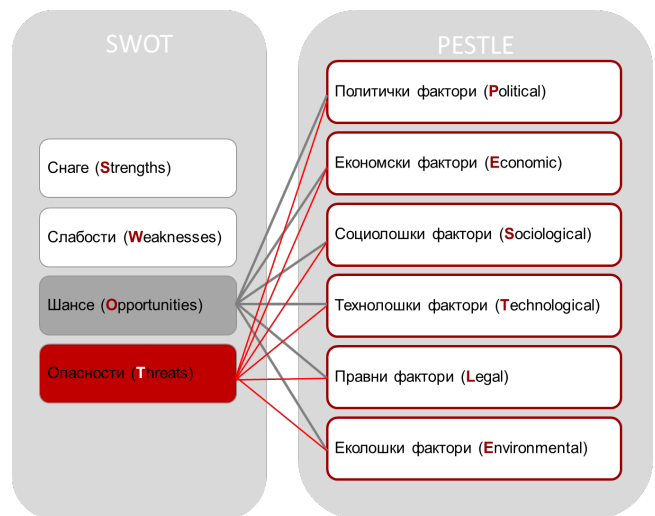 SWOT
Снаге (Strengths)
Слабости (Weaknesses)
Шансе (Opportunities)
Опасности (Threats)
PESTLE
Политички фактори (Political)
Економски фактори (Economic)
Социолошки фактори (Sociological)
Технолошки фактори (Technological)
Правни фактори (Legal)
Еколошки фактори (Environmental)